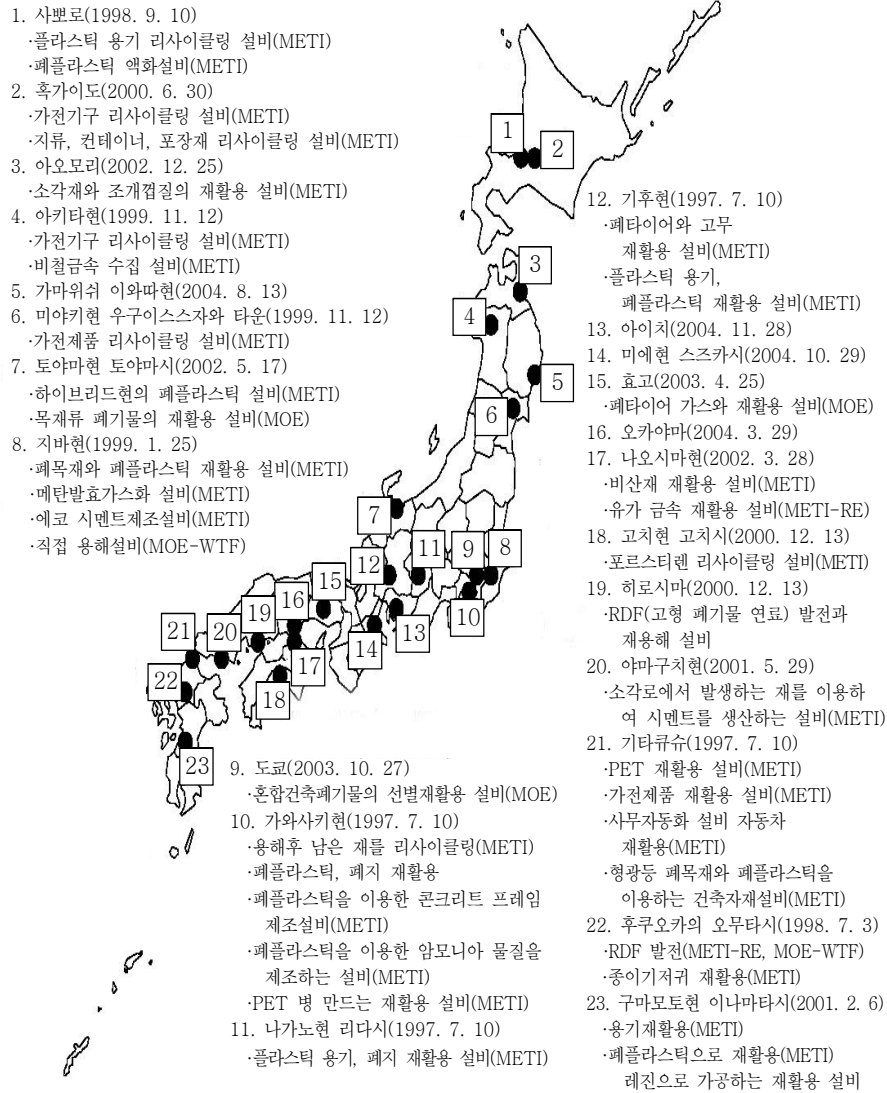 1. 사뽀로(1998. 9. 10)
·플라스틱 용기 리사이클링 설비(METI)
·폐플라스틱 액화설비(METI)
2. 혹가이도(2000. 6. 30)
·가전기구 리사이클링 설비(METI)
·지류, 컨테이너, 포장재 리사이클링 설비(METI)
3. 아오모리(2002. 12. 25)
·소각재와 조개껍질의 재활용 설비(METI)
4. 아키타현(1999. 11. 12)
·가전기구 리사이클링 설비(METI)
·비철금속 수집 설비(METI)
5. 가마위쉬 이와따현(2004. 8. 13)
6. 미야키현 우구이스스자와 타운(1999. 11. 12)
·가전제품 리사이클링 설비(METI)
7. 토야마현 토야마시(2002. 5. 17)
·하이브리드현의 폐플라스틱 설비(METI)
·목재류 폐기물의 재활용 설비(MOE)
8. 지바현(1999. 1. 25)
·폐목재와 폐플라스틱 재활용 설비(METI)
·메탄발효가스화 설비(METI)
·에코 시멘트제조설비(METI)
·직접 용해설비(MOE-WTF)
1
2
3
4
5
6
7
12
11
9
8
15
16
19
10
21
20
13
14
17
22
18
23
9. 도쿄(2003. 10. 27)
·혼합건축폐기물의 선별재활용 설비(MOE)
10. 가와사키현(1997. 7. 10)
·용해후 남은 재를 리사이클링(METI)
·폐플라스틱, 폐지 재활용
·폐플라스틱을 이용한 콘크리트 프레임
제조설비(METI)
·폐플라스틱을 이용한 암모니아 물질을
제조하는 설비(METI)
·PET 병 만드는 재활용 설비(METI)
11. 나가노현 리다시(1997. 7. 10)
·플라스틱 용기, 폐지 재활용 설비(METI)
12. 기후현(1997. 7. 10)
·폐타이어와 고무
재활용 설비(METI)
·플라스틱 용기,
폐플라스틱 재활용 설비(METI)
13. 아이치(2004. 11. 28)
14. 미에현 스즈카시(2004. 10. 29)
15. 효고(2003. 4. 25)
·폐타이어 가스와 재활용 설비(MOE)
16. 오카야마(2004. 3. 29)
17. 나오시마현(2002. 3. 28)
·비산재 재활용 설비(METI)
·유가 금속 재활용 설비(METI-RE)
18. 고치현 고치시(2000. 12. 13)
·포르스티렌 리사이클링 설비(METI)
19. 히로시마(2000. 12. 13)
·RDF(고형 폐기물 연료) 발전과
재용해 설비
20. 야마구치현(2001. 5. 29)
·소각로에서 발생하는 재를 이용하
여 시멘트를 생산하는 설비(METI)
21. 기타큐슈(1997. 7. 10)
·PET 재활용 설비(METI)
·가전제품 재활용 설비(METI)
·사무자동화 설비 자동차
재활용(METI)
·형광등 폐목재와 폐플라스틱을
이용하는 건축자재설비(METI)
22. 후쿠오카의 오무타시(1998. 7. 3)
·RDF 발전(METI-RE, MOE-WTF)
·종이기저귀 재활용(METI)
23. 구마모토현 이나마타시(2001. 2. 6)
·용기재활용(METI)
·폐플라스틱으로 재활용(METI)
레진으로 가공하는 재활용 설비